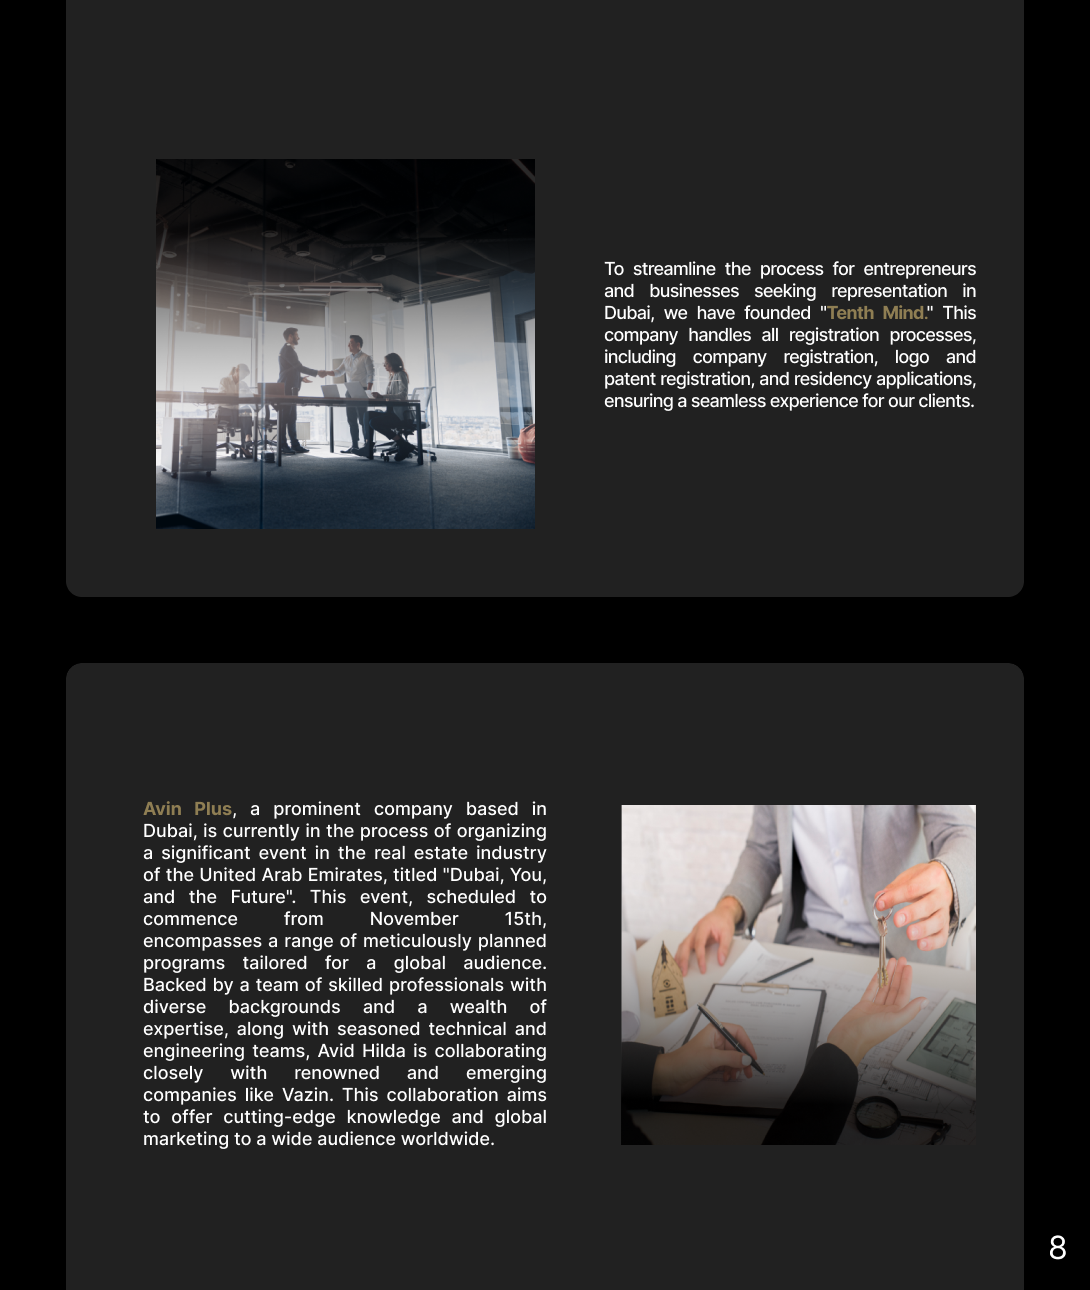 To streamline the process for entrepreneurs
and businesses seeking representation in
Dubai, we have founded "Tenth Mind." This
company handles all registration processes,
including company registration, logo and
patent registration, and residency applications,
ensuring a seamless experience for our clients.
Avin Plus, a prominent company based in
Dubai, is currently in the process of organizing
a significant event in the real estate industry
of the United Arab Emirates, titled "Dubai, You,
and the Future". This event, scheduled to
commence from November 15th,
encompasses a range of meticulously planned
programs tailored for a global audience.
Backed by a team of skilled professionals with
diverse backgrounds and a wealth of
expertise, along with seasoned technical and
engineering teams, Avid Hilda is collaborating
closely with renowned and emerging
companies like Vazin. This collaboration aims
to offer cutting-edge knowledge and global
marketing to a wide audience worldwide.
8